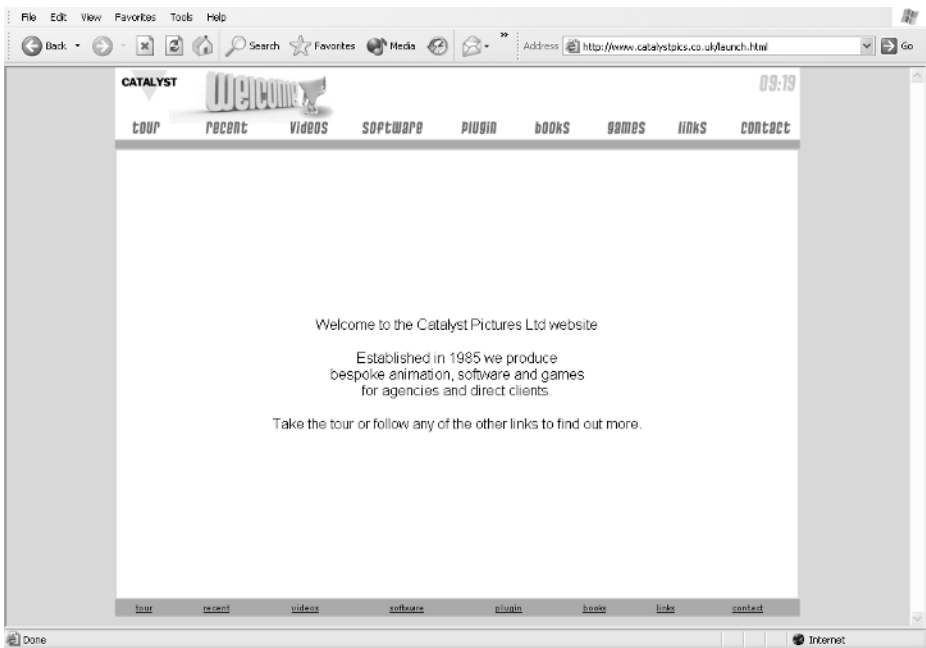 File Edit View Favorites Tools Help
Back Search Favorites Media Address http://www.catalystpics.co.uk/launch.html Go
CATALYST Welcome 09:19
tour recent videos software plugin books games links contact
Welcome to the Catalyst Pictures Ltd website
Established in 1985 we produce
bespoke animation, software and games
for agencies and direct clients.
Take the tour or follow any of the other links to find out more.
tour recent videos software plugin books links contact
Done Internet